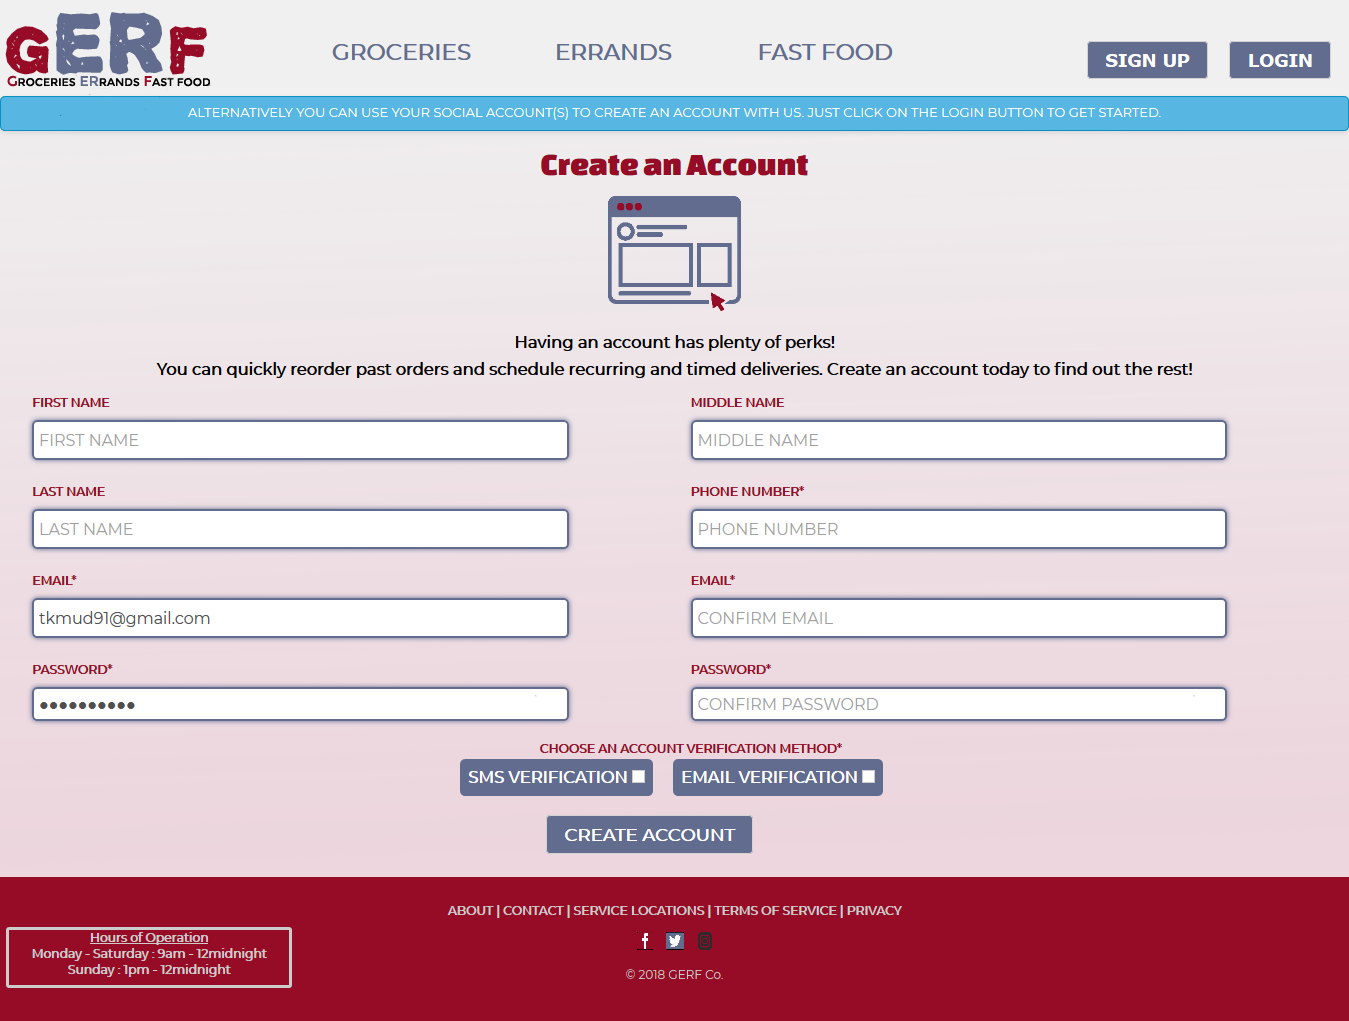 GERF
GROCERIES ERRANDS FAST FOOD
GROCERIES
ERRANDS
FAST FOOD
SIGN UP
LOGIN
ALTERNATIVELY YOU CAN USE YOUR SOCIAL ACCOUNT(S) TO CREATE AN ACCOUNT WITH US. JUST CLICK ON THE LOGIN BUTTON TO GET STARTED.
Create an Account
Having an account has plenty of perks!
You can quickly reorder past orders and schedule recurring and timed deliveries. Create an account today to find out the rest!
FIRST NAME
FIRST NAME
MIDDLE NAME
MIDDLE NAME
LAST NAME
LAST NAME
PHONE NUMBER*
PHONE NUMBER
EMAIL*
tkmud91@gmail.com
EMAIL*
CONFIRM EMAIL
PASSWORD*
●●●●●●●●●●
PASSWORD*
CONFIRM PASSWORD
CHOOSE AN ACCOUNT VERIFICATION METHOD*
SMS VERIFICATION
EMAIL VERIFICATION
CREATE ACCOUNT
ABOUT | CONTACT | SERVICE LOCATIONS | TERMS OF SERVICE | PRIVACY
Hours of Operation
Monday - Saturday : 9am - 12midnight
Sunday : 1pm - 12midnight
© 2018 GERF Co.